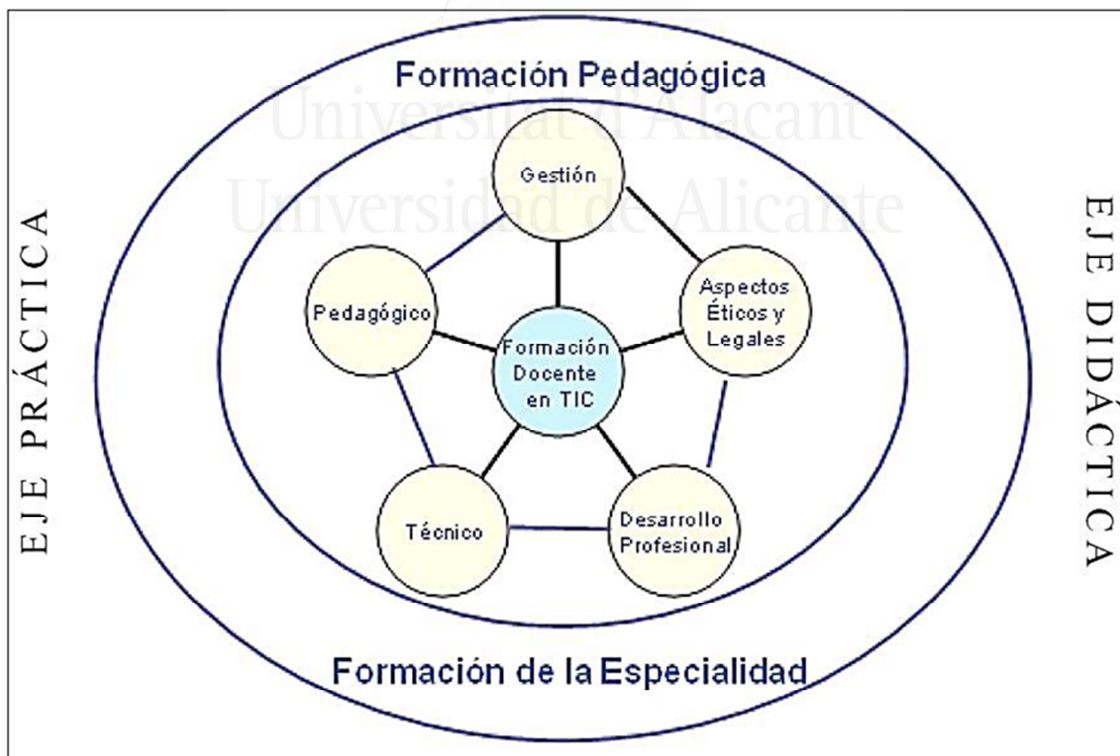 Formación Pedagógica
Universitat d'Alacant
Universidad de Alicante
Gestión
Pedagógico
Aspectos
Éticos y
Legales
Formación
Docente
en TIC
Técnico
Desarrollo
Profesional
Formación de la Especialidad
EJE PRÁCTICA
EJE DIDÁCTICA